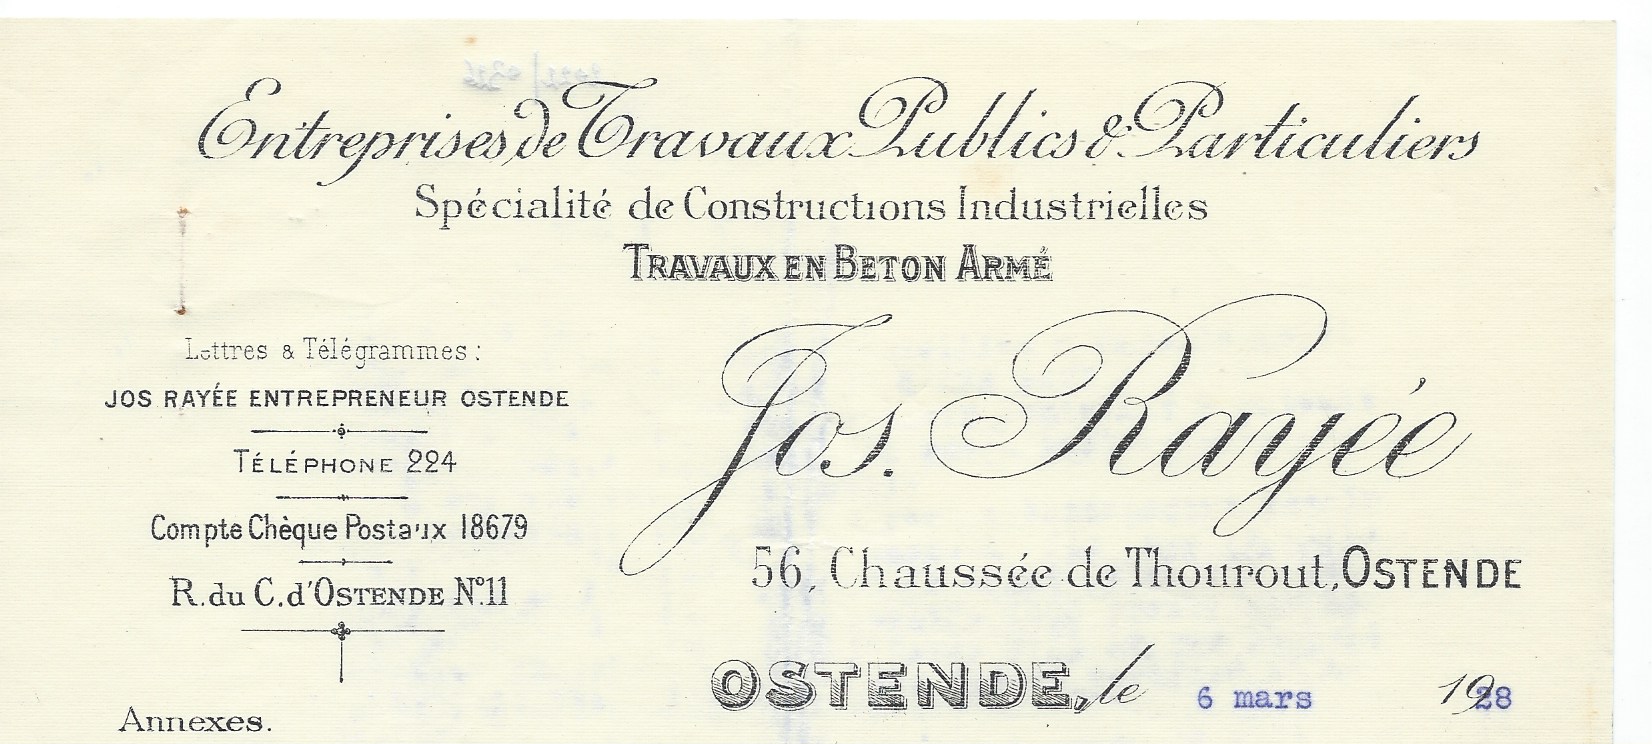 Entreprises de Travaux Publics & Particuliers
Spécialité de Constructions Industrielles
TRAVAUX EN BETON ARMÉ
Lettres & Télégrammes:
JOS RAYÉE ENTREPRENEUR OSTENDE
TÉLÉPHONE 224
Compte Chèque Postaux 18679
R. du C. d'OSTENDE N° 11
Jos. Rayée
56, Chaussée de Thourout, OSTENDE
OSTENDE, le 6 mars 1928
Annexes.